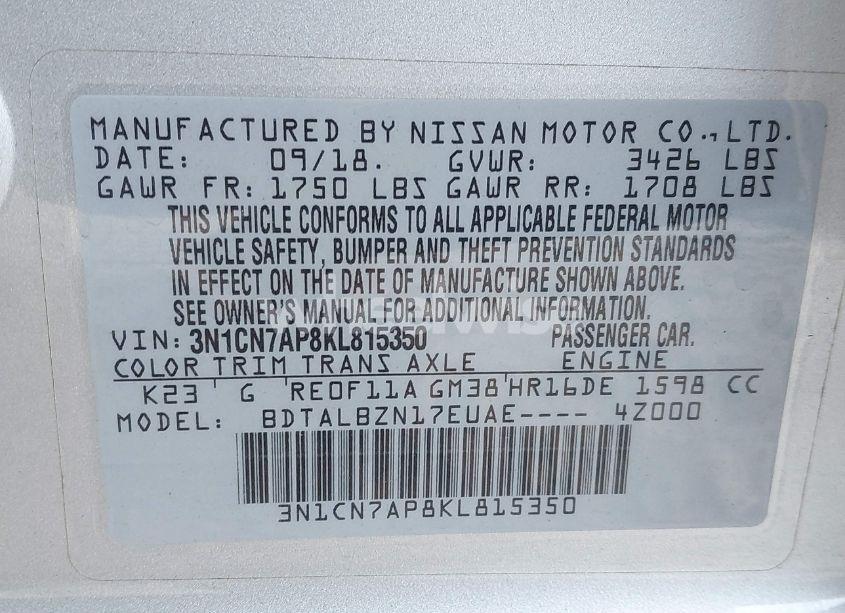 MANUFACTURED BY NISSAN MOTOR CO., LTD.
DATE: 09/18. GVWR: 3426 LBS
GAWR FR: 1750 LBS GAWR RR: 1708 LBS
THIS VEHICLE CONFORMS TO ALL APPLICABLE FEDERAL MOTOR
VEHICLE SAFETY, BUMPER AND THEFT PREVENTION STANDARDS
IN EFFECT ON THE DATE OF MANUFACTURE SHOWN ABOVE.
SEE OWNER'S MANUAL FOR ADDITIONAL INFORMATION.
VIN: 3N1CN7AP8KL815350 PASSENGER CAR.
COLOR TRIM TRANS AXLE ENGINE
K23 G RE0F11A GM38 HR16DE 1598 CC
MODEL: BDTALBZN17EUAE---- 4Z000
3N1CN7AP8KL815350